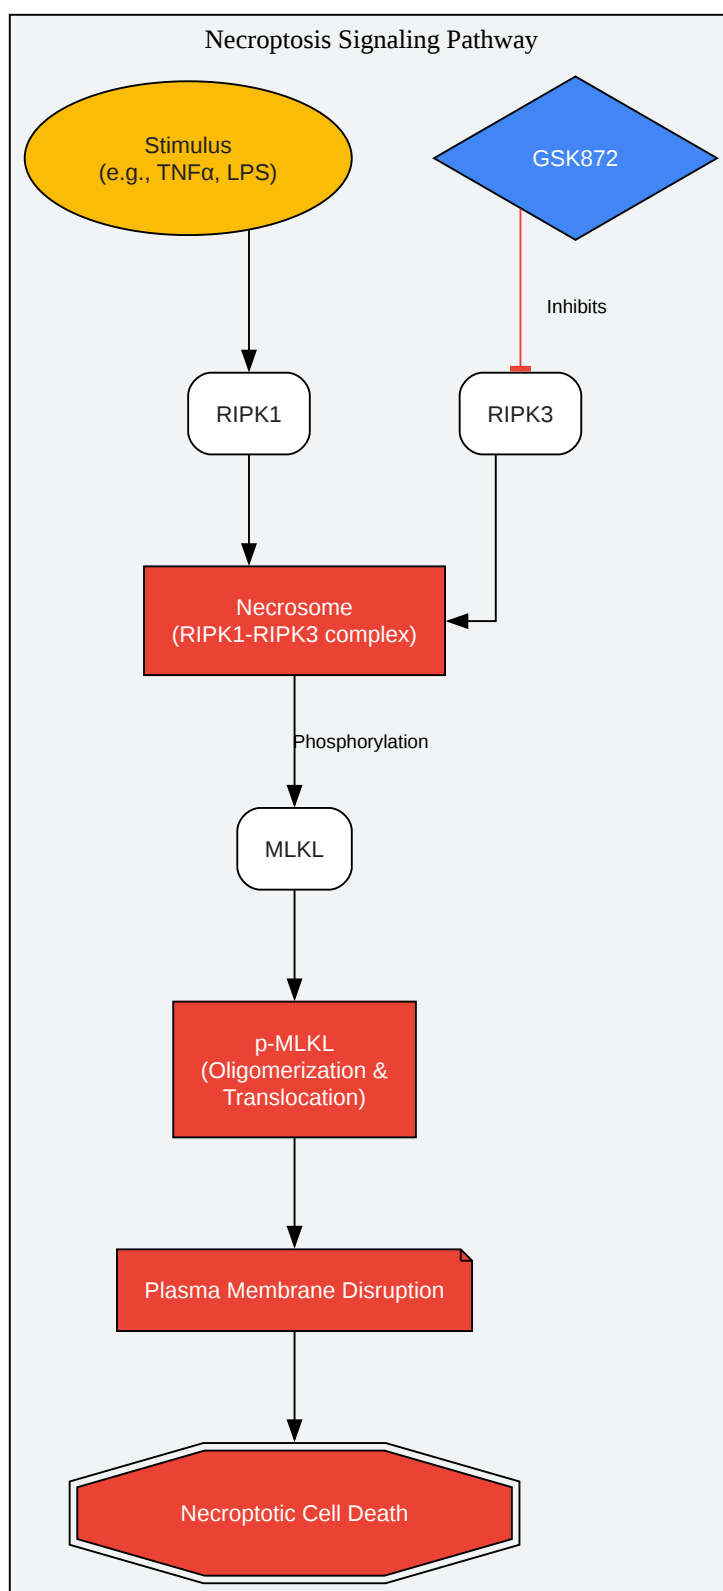 Necroptosis Signaling Pathway
Stimulus
(e.g., TNFα, LPS)
GSK872
Inhibits
RIPK1
RIPK3
Necrosome
(RIPK1-RIPK3 complex)
Phosphorylation
MLKL
p-MLKL
(Oligomerization &
Translocation)
Plasma Membrane Disruption
Necroptotic Cell Death